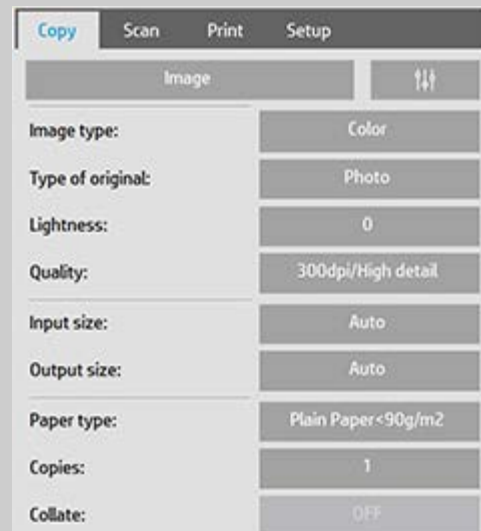 Copy Scan Print Setup
Image
Image type: Color
Type of original: Photo
Lightness: 0
Quality: 300dpi/High detail
Input size: Auto
Output size: Auto
Paper type: Plain Paper<90g/m2
Copies: 1
Collate: OFF